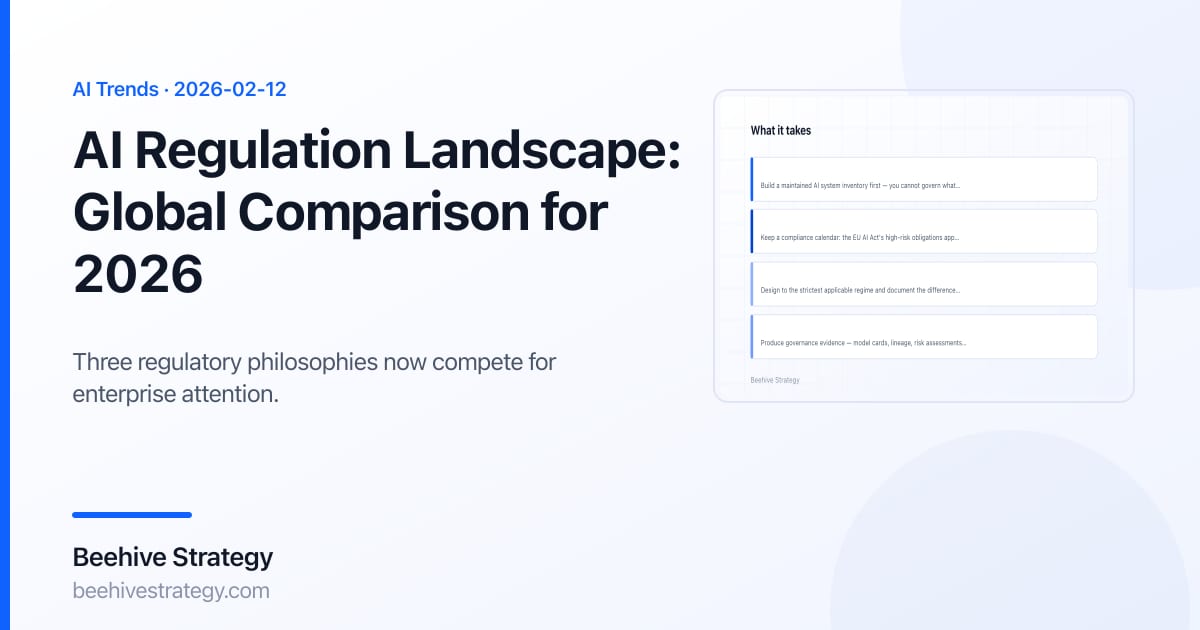 AI Trends · 2026-02-12
AI Regulation Landscape:
Global Comparison for
2026
Three regulatory philosophies now compete for
enterprise attention.
Beehive Strategy
beehivestrategy.com
What it takes
Build a maintained AI system inventory first — you cannot govern what...
Keep a compliance calendar: the EU AI Act's high-risk obligations app...
Design to the strictest applicable regime and document the difference...
Produce governance evidence — model cards, lineage, risk assessments...
Beehive Strategy